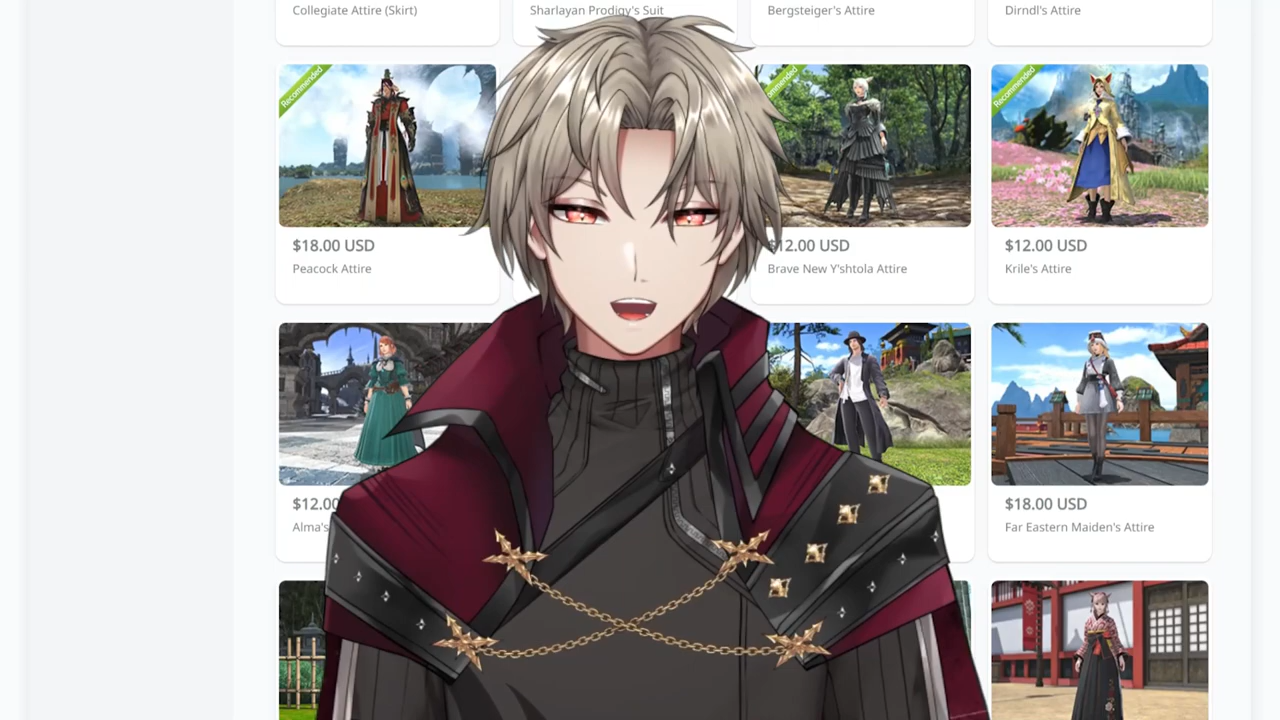 Collegiate Attire (Skirt)
Sharlayan Prodigy's Suit
Bergsteiger's Attire
Dirndl's Attire
Recommended
Recommended
$18.00 USD
$12.00 USD
$12.00 USD
Peacock Attire
Brave New Y'shtola Attire
Krile's Attire
$12.00
$18.00 USD
Alma's
Far Eastern Maiden's Attire